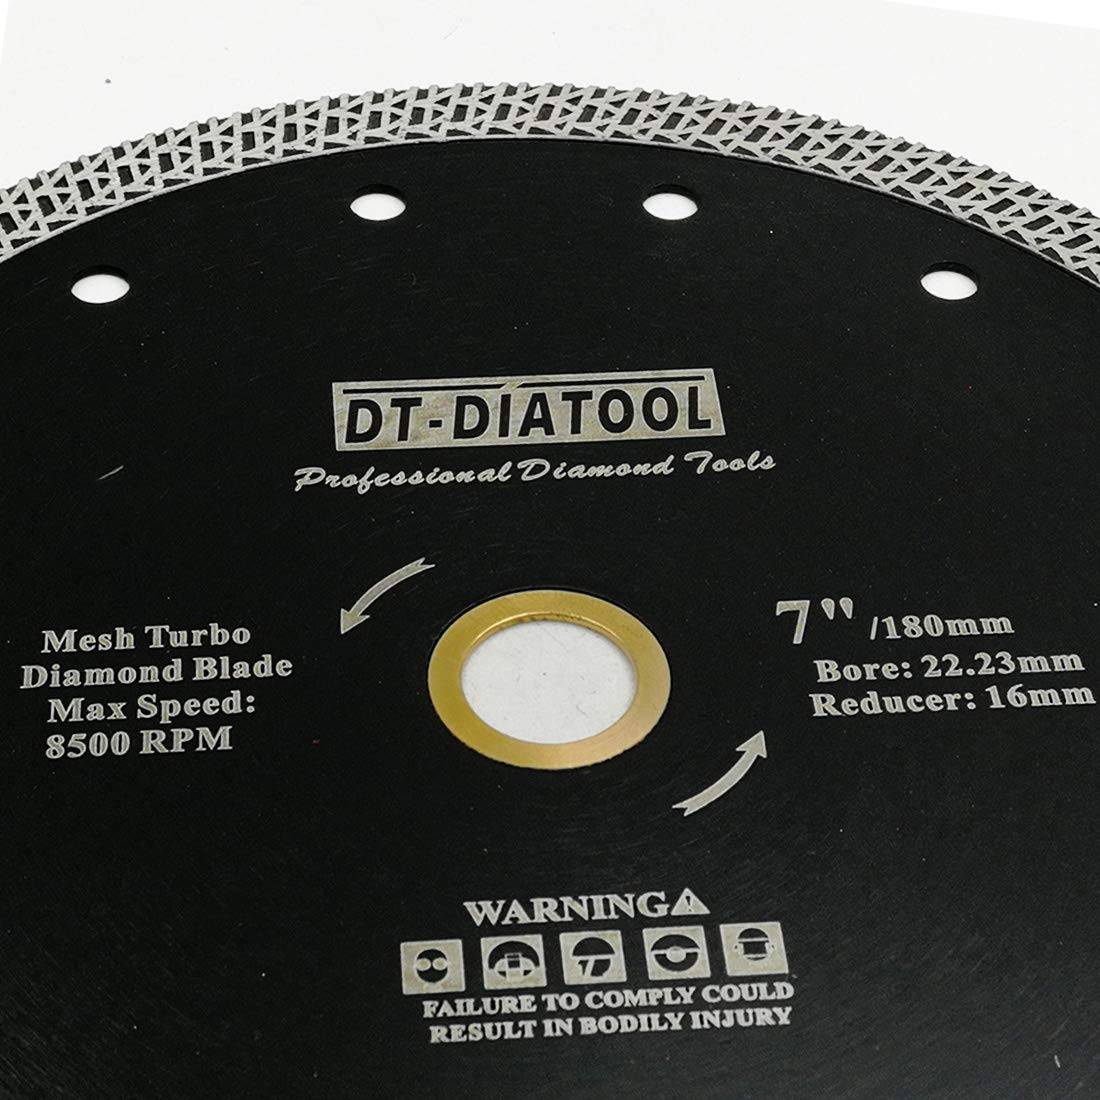 DT-DIATOOL
Professional Diamond Tools
Mesh Turbo
Diamond Blade
Max Speed:
8500 RPM
7" /180mm
Bore: 22.23mm
Reducer: 16mm
WARNING
FAILURE TO COMPLY COULD
RESULT IN BODILY INJURY